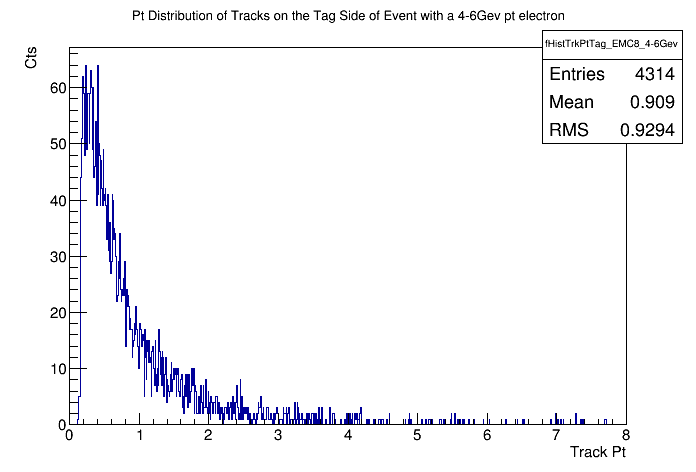 Pt Distribution of Tracks on the Tag Side of Event with a 4-6Gev pt electron
fHistTrkPtTag_EMC8_4-6Gev
Entries 4314
Mean 0.909
RMS 0.9294
Cts
60
50
40
30
20
10
0
0 1 2 3 4 5 6 7 8
Track Pt